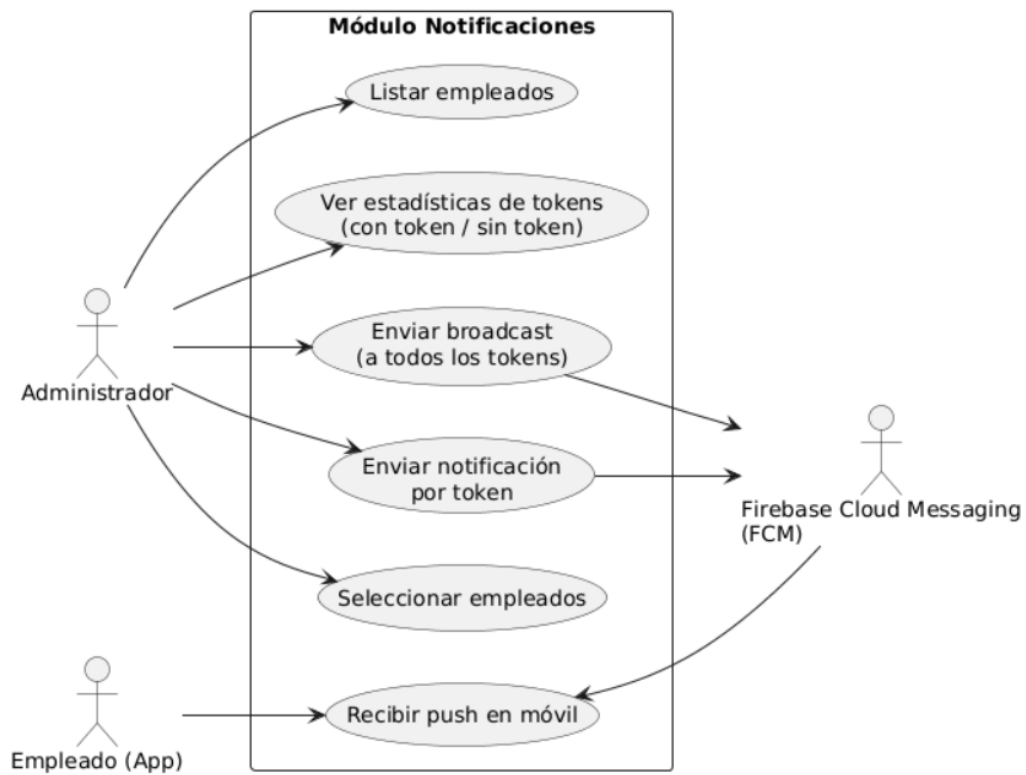 Módulo Notificaciones
Listar empleados
Ver estadísticas de tokens
(con token / sin token)
Enviar broadcast
(a todos los tokens)
Administrador
Enviar notificación
por token
Firebase Cloud Messaging
(FCM)
Seleccionar empleados
Recibir push en móvil
Empleado (App)